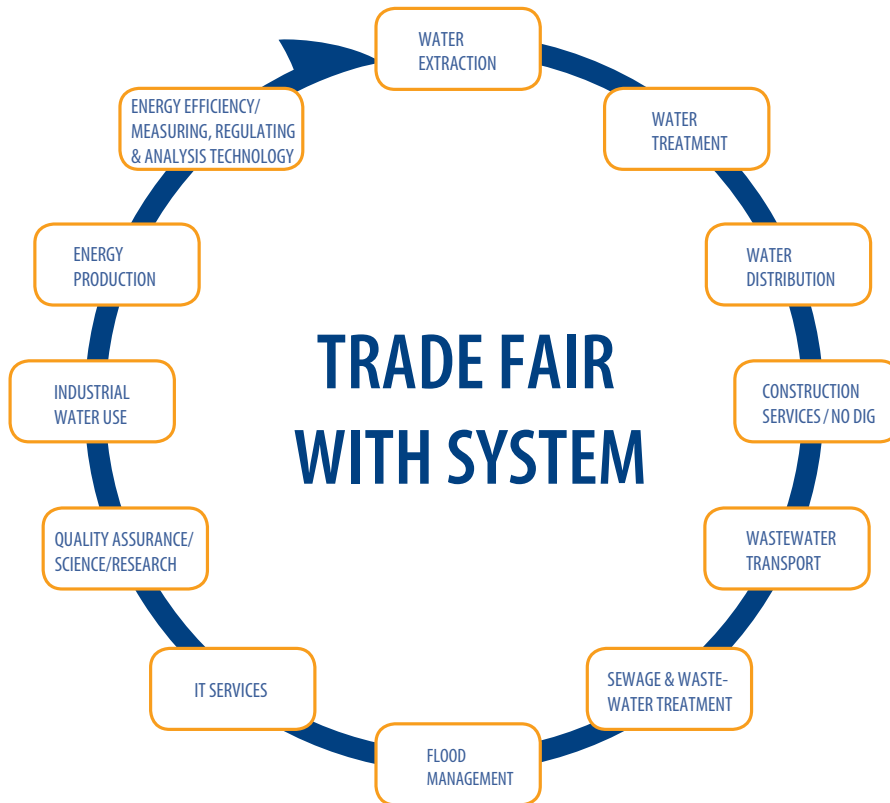 WATER
EXTRACTION
WATER
TREATMENT
WATER
DISTRIBUTION
CONSTRUCTION
SERVICES / NO DIG
WASTEWATER
TRANSPORT
SEWAGE & WASTE-
WATER TREATMENT
FLOOD
MANAGEMENT
IT SERVICES
QUALITY ASSURANCE/
SCIENCE/RESEARCH
INDUSTRIAL
WATER USE
ENERGY
PRODUCTION
ENERGY EFFICIENCY/
MEASURING, REGULATING
& ANALYSIS TECHNOLOGY
TRADE FAIR
WITH SYSTEM